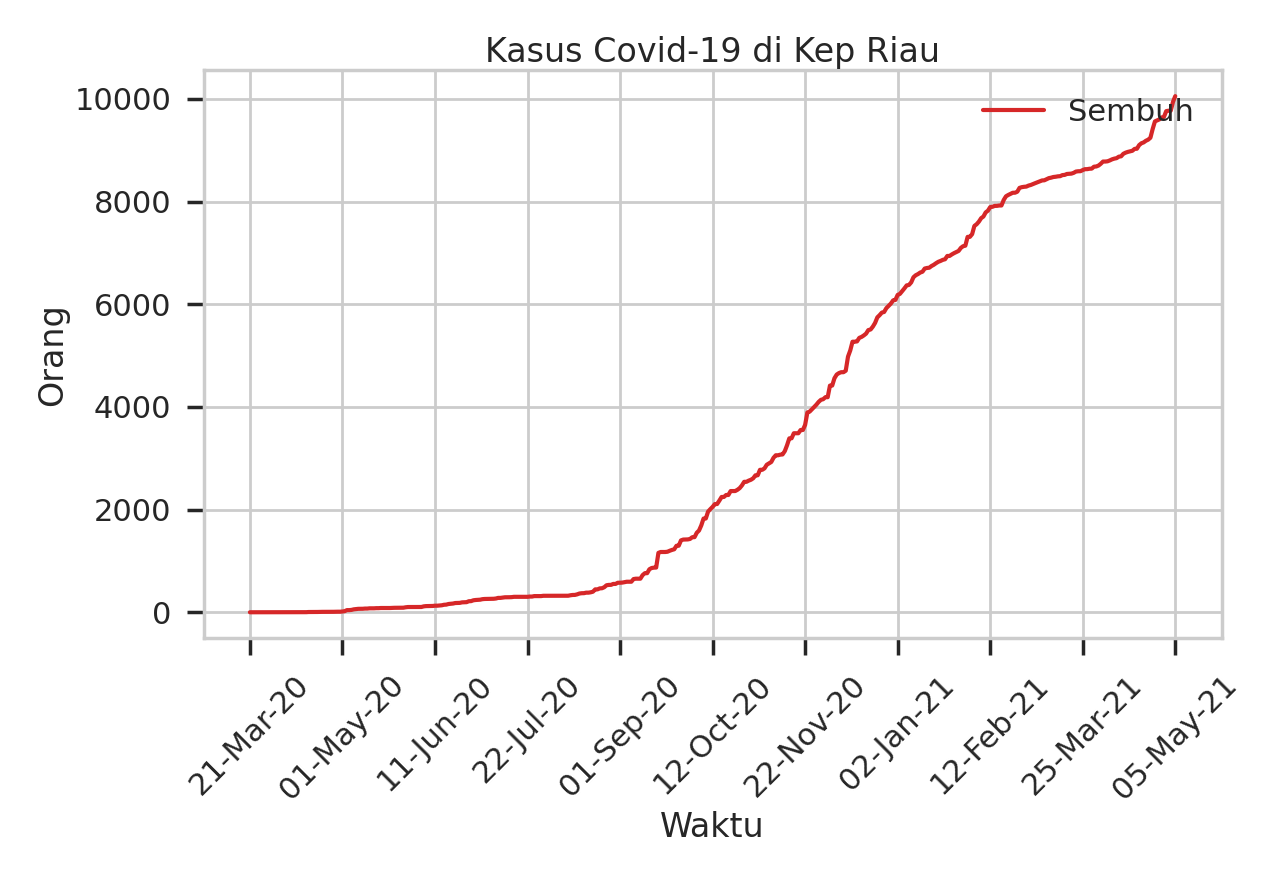 Kasus Covid-19 di Kep Riau
Sembuh
Orang
10000
8000
6000
4000
2000
0
21-Mar-20
01-May-20
11-Jun-20
22-Jul-20
01-Sep-20
12-Oct-20
22-Nov-20
02-Jan-21
12-Feb-21
25-Mar-21
05-May-21
Waktu